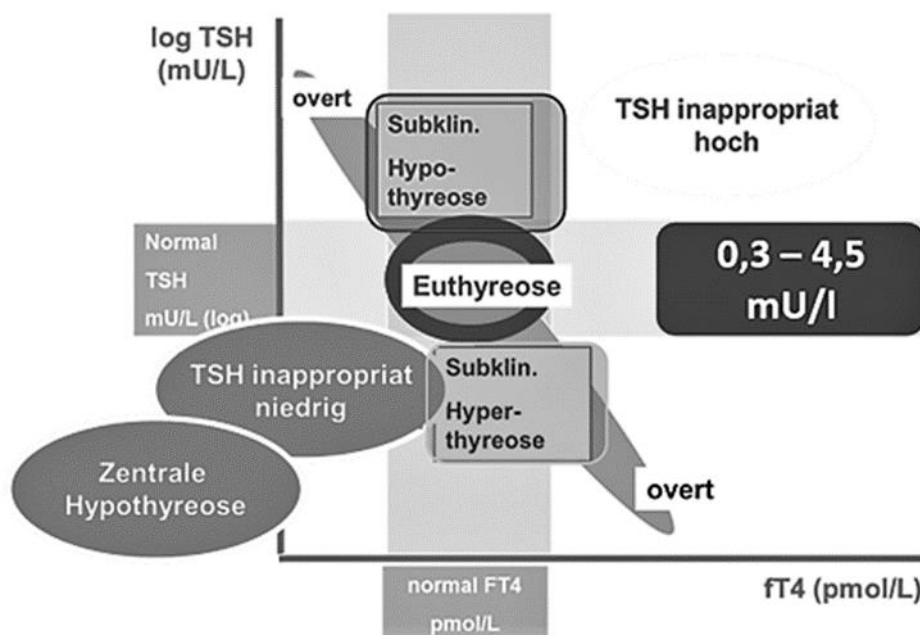 log TSH
(mU/L)
overt
Subklin.
Hypo-
thyreose
TSH inappropriat
hoch
Normal
TSH
mU/L (log)
Euthyreose
0,3 – 4,5
mU/l
TSH inappropriat
niedrig
Subklin.
Hyper-
thyreose
Zentrale
Hypothyreose
overt
normal FT4
pmol/L
fT4 (pmol/L)